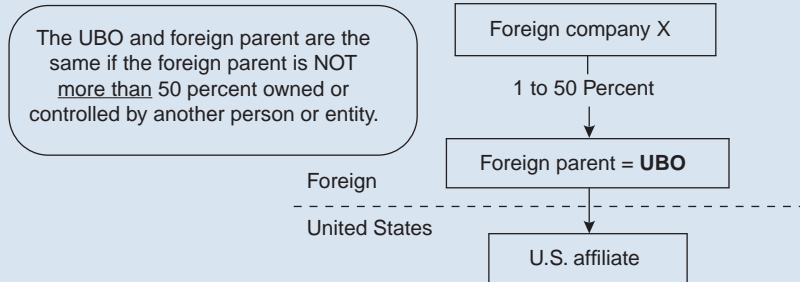 The UBO and foreign parent are the
same if the foreign parent is NOT
more than 50 percent owned or
controlled by another person or entity.
Foreign company X
1 to 50 Percent
Foreign parent = UBO
Foreign
United States
U.S. affiliate